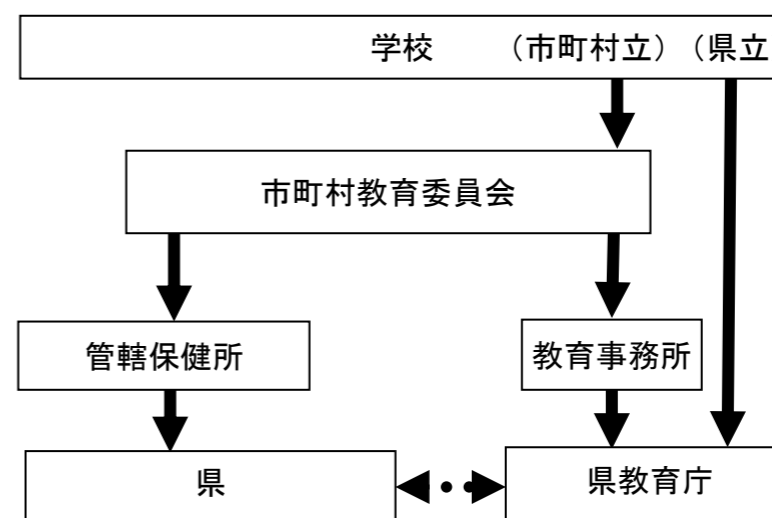 学校　　（市町村立）（県立
市町村教育委員会
管轄保健所
教育事務所
県
県教育庁